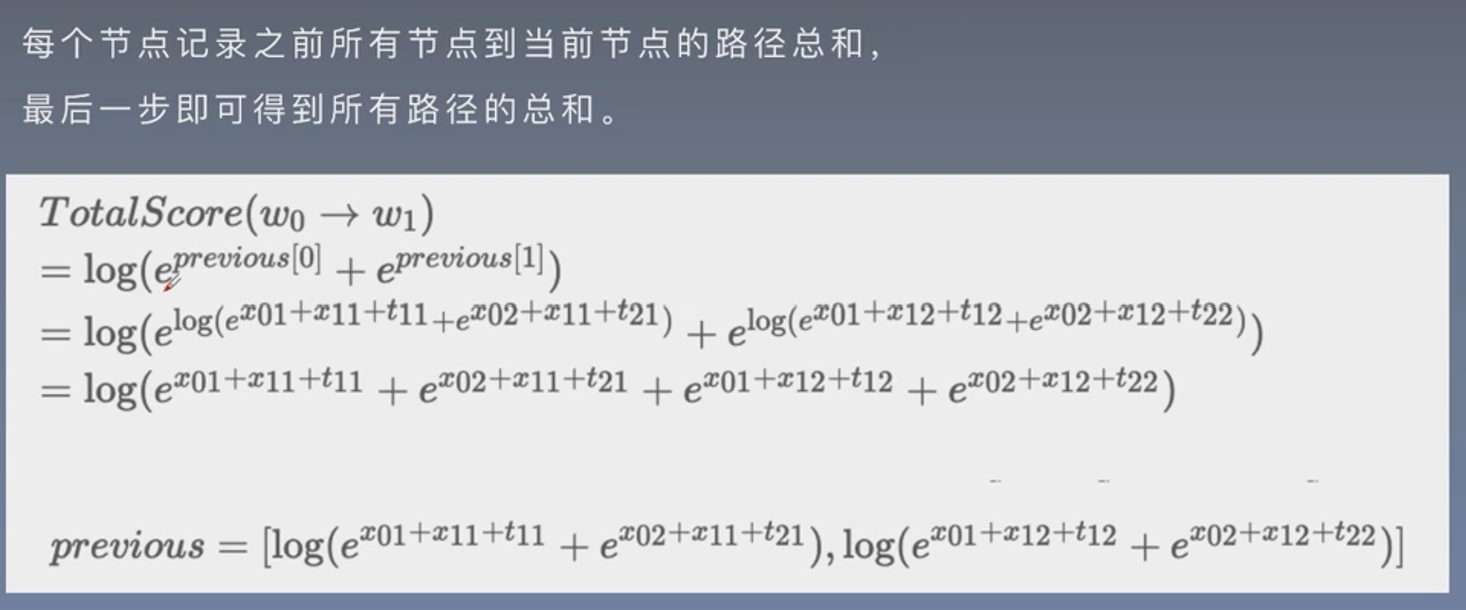 每个节点记录之前所有节点到当前节点的路径总和,
最后一步即可得到所有路径的总和。
TotalScore(w₀ → w₁)
= log(e^{previous[0]} + e^{previous[1]})
= log(e^{log(e^{x01+x11+t11}+e^{x02+x11+t21})} + e^{log(e^{x01+x12+t12}+e^{x02+x12+t22})})
= log(e^{x01+x11+t11} + e^{x02+x11+t21} + e^{x01+x12+t12} + e^{x02+x12+t22})
previous = [log(e^{x01+x11+t11} + e^{x02+x11+t21}), log(e^{x01+x12+t12} + e^{x02+x12+t22})]